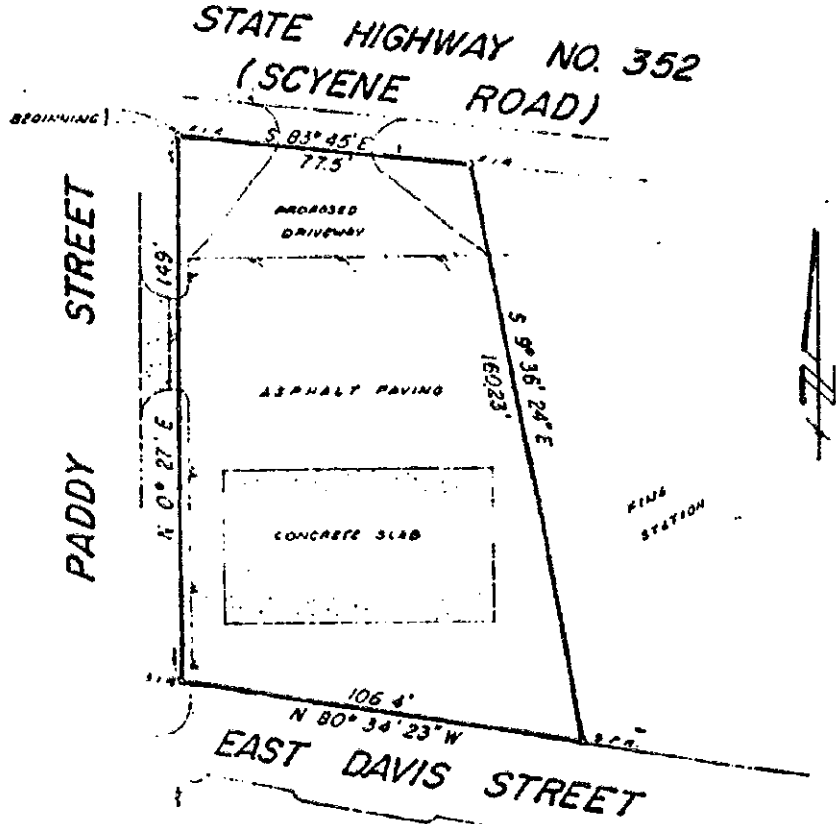 STATE HIGHWAY NO. 352
(SCYENE ROAD)
BEGINNING
S 83° 45' E
77.5'
PROPOSED
DRIVEWAY
PADDY STREET
149'
N 0° 27' E
S 9° 36' 24" E
160.23'
ASPHALT PAVING
CONCRETE SLAB
STATION
106.4'
N 80° 34' 23" W
EAST DAVIS STREET